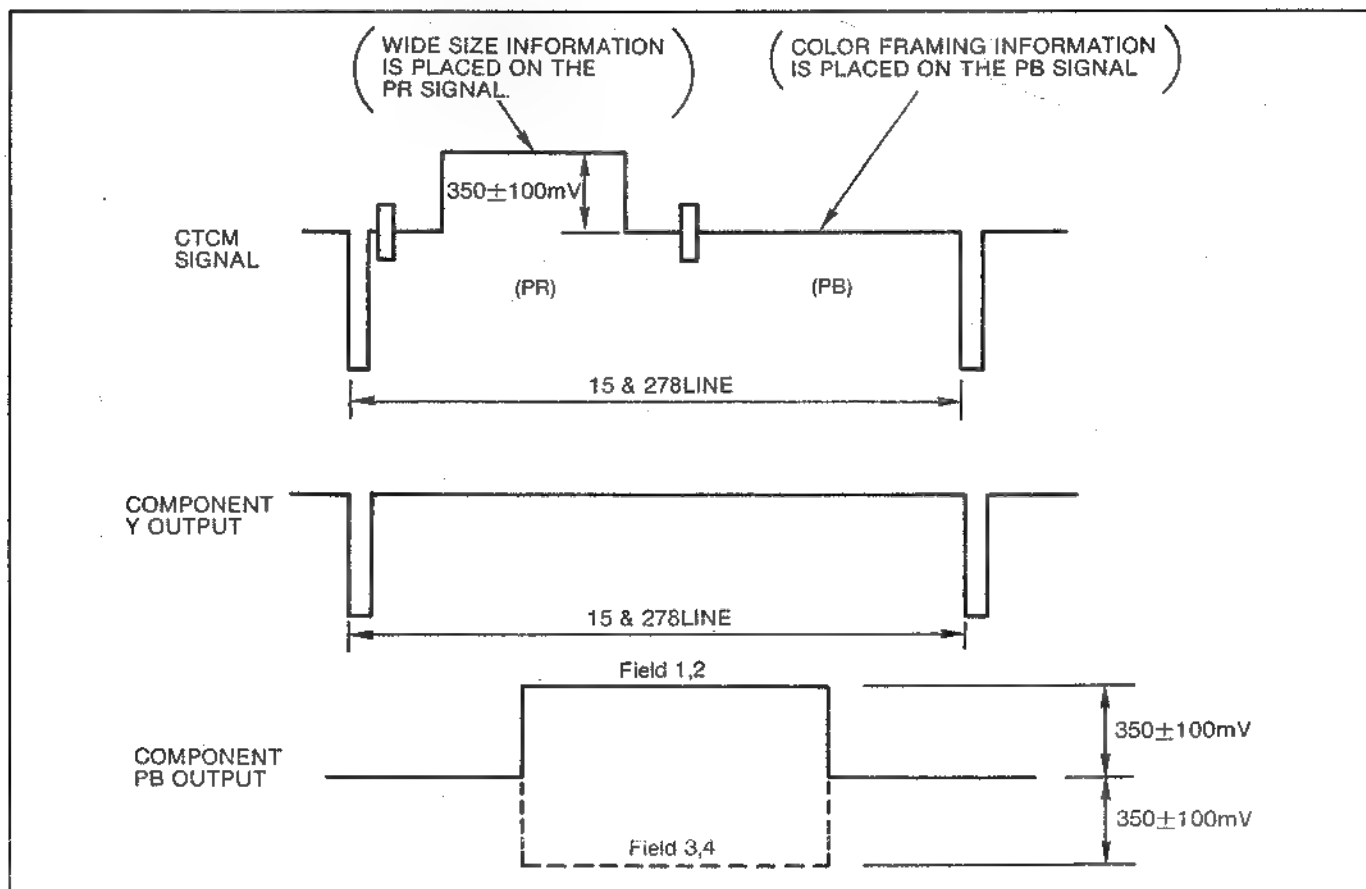 WIDE SIZE INFORMATION
IS PLACED ON THE
PR SIGNAL.
COLOR FRAMING INFORMATION
IS PLACED ON THE PB SIGNAL
350±100mV
CTCM
SIGNAL
(PR)
(PB)
15 & 278LINE
COMPONENT
Y OUTPUT
15 & 278LINE
Field 1,2
350±100mV
COMPONENT
PB OUTPUT
350±100mV
Field 3,4